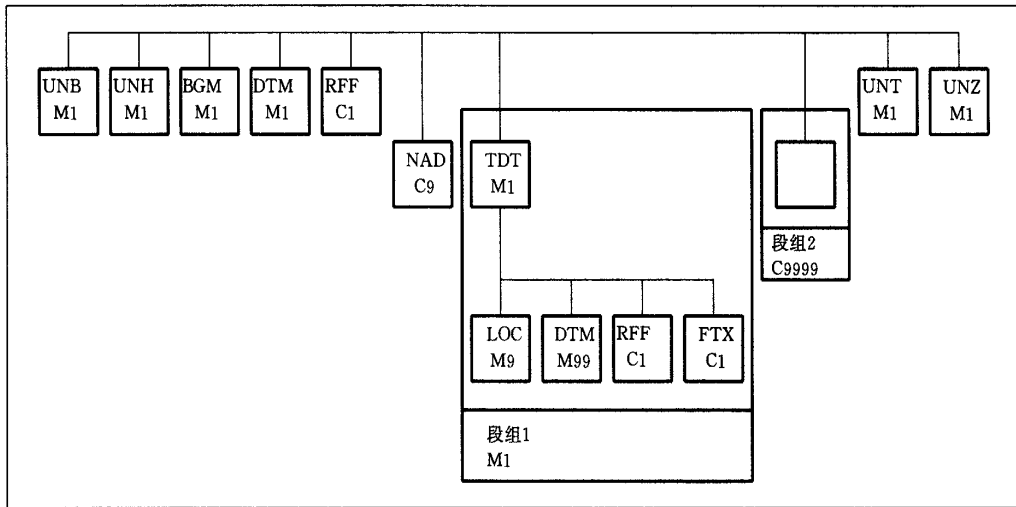 UNB
M1
UNH
M1
BGM
M1
DTM
M1
RFF
C1
NAD
C9
TDT
M1
LOC
M9
DTM
M99
RFF
C1
FTX
C1
段组1
M1
段组2
C9999
UNT
M1
UNZ
M1